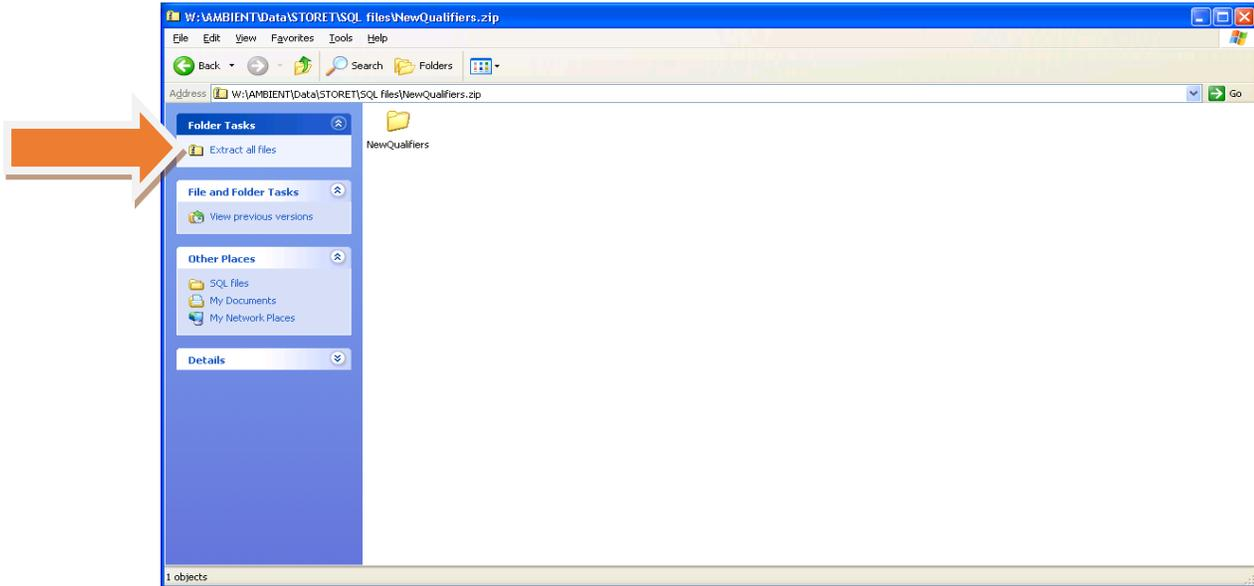 W:\AMBIENT\Data\STORET\SQL files\NewQualifiers.zip
File Edit View Favorites Tools Help
Back Search Folders
Address W:\AMBIENT\Data\STORET\SQL files\NewQualifiers.zip Go
Folder Tasks
Extract all files
NewQualifiers
File and Folder Tasks
View previous versions
Other Places
SQL files
My Documents
My Network Places
Details
1 objects